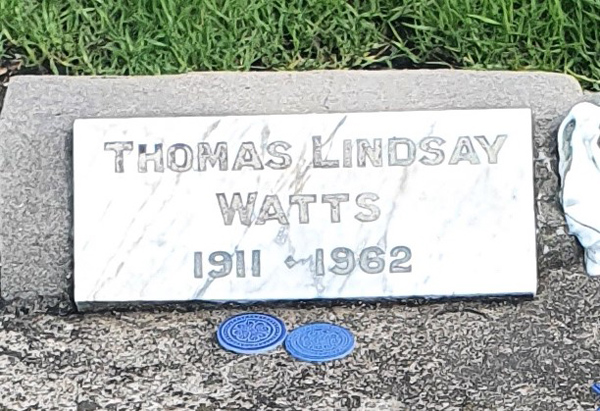 THOMAS LINDSAY
WATTS
1911 - 1962